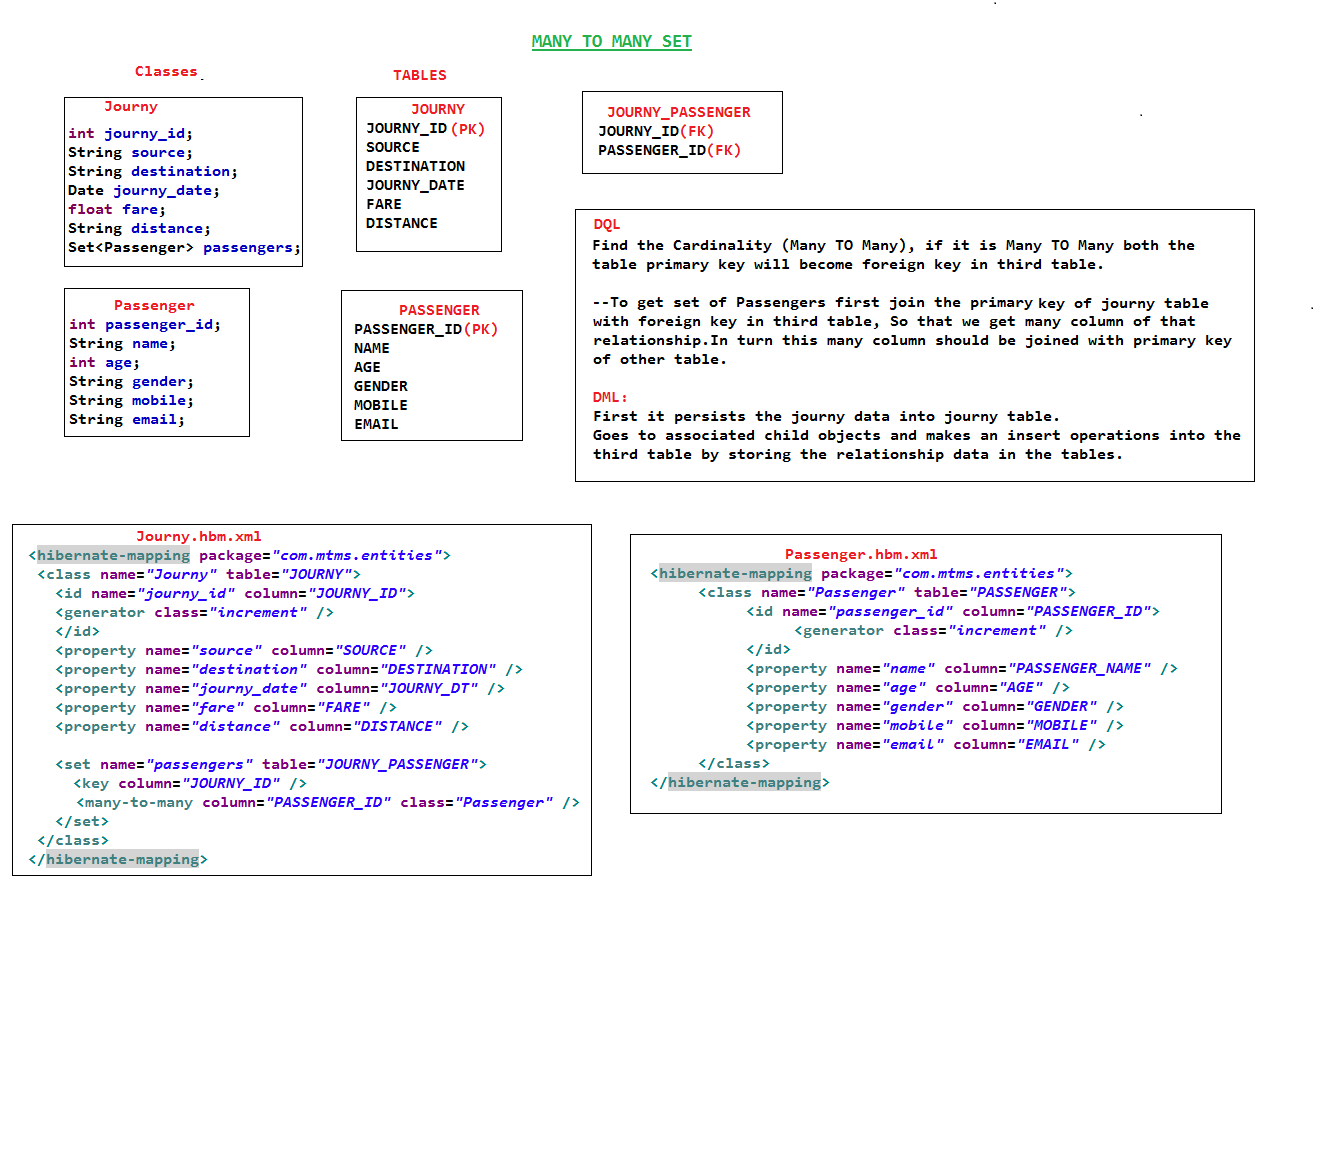 MANY TO MANY SET
Classes
Journy
int journy_id;
String source;
String destination;
Date journy_date;
float fare;
String distance;
Set<Passenger> passengers;
Passenger
int passenger_id;
String name;
int age;
String gender;
String mobile;
String email;
TABLES
JOURNY
JOURNY_ID(PK)
SOURCE
DESTINATION
JOURNY_DATE
FARE
DISTANCE
PASSENGER
PASSENGER_ID(PK)
NAME
AGE
GENDER
MOBILE
EMAIL
JOURNY_PASSENGER
JOURNY_ID(FK)
PASSENGER_ID(FK)
DQL
Find the Cardinality (Many TO Many), if it is Many TO Many both the
table primary key will become foreign key in third table.
--To get set of Passengers first join the primary key of journy table
with foreign key in third table, So that we get many column of that
relationship.In turn this many column should be joined with primary key
of other table.
DML:
First it persists the journy data into journy table.
Goes to associated child objects and makes an insert operations into the
third table by storing the relationship data in the tables.
Journy.hbm.xml
<hibernate-mapping package="com.mtms.entities">
<class name="Journy" table="JOURNY">
<id name="journy_id" column="JOURNY_ID">
<generator class="increment" />
</id>
<property name="source" column="SOURCE" />
<property name="destination" column="DESTINATION" />
<property name="journy_date" column="JOURNY_DT" />
<property name="fare" column="FARE" />
<property name="distance" column="DISTANCE" />
<set name="passengers" table="JOURNY_PASSENGER">
<key column="JOURNY_ID" />
<many-to-many column="PASSENGER_ID" class="Passenger" />
</set>
</class>
</hibernate-mapping>
Passenger.hbm.xml
<hibernate-mapping package="com.mtms.entities">
<class name="Passenger" table="PASSENGER">
<id name="passenger_id" column="PASSENGER_ID">
<generator class="increment" />
</id>
<property name="name" column="PASSENGER_NAME" />
<property name="age" column="AGE" />
<property name="gender" column="GENDER" />
<property name="mobile" column="MOBILE" />
<property name="email" column="EMAIL" />
</class>
</hibernate-mapping>